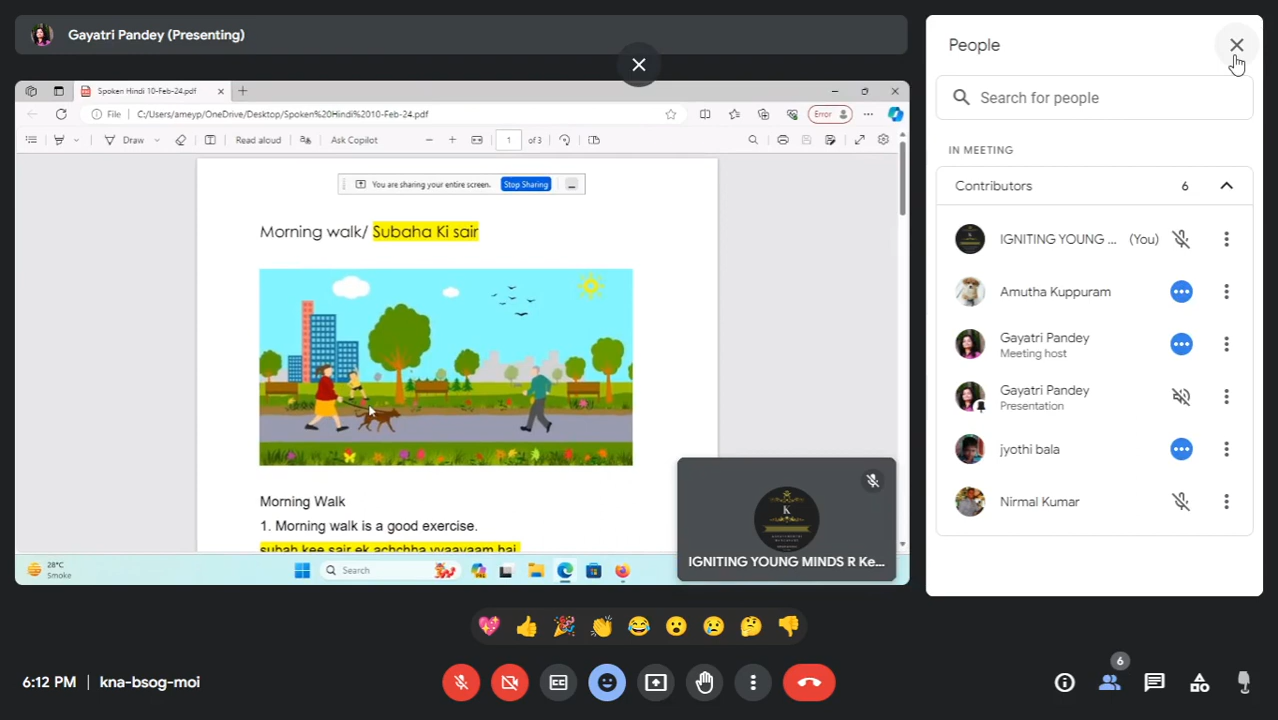 Gayatri Pandey (Presenting)
Spoken Hindi 10-Feb-24.pdf
File
C:/Users/ameyp/OneDrive/Desktop/Spoken%20Hindi%2010-Feb-24.pdf
Error
Draw
Read aloud
Ask Copilot
1 of 3
You are sharing your entire screen.
Stop Sharing
Morning walk/ Subaha Ki sair
Morning Walk
1. Morning walk is a good exercise.
subah kee sair ek achchha vyaayaam hai.
28°C
Smoke
Search
K
IGNITING YOUNG MINDS R Ke...
People
Search for people
IN MEETING
Contributors 6
IGNITING YOUNG ... (You)
Amutha Kuppuram
Gayatri Pandey
Meeting host
Gayatri Pandey
Presentation
jyothi bala
Nirmal Kumar
6:12 PM | kna-bsog-moi
CC
6